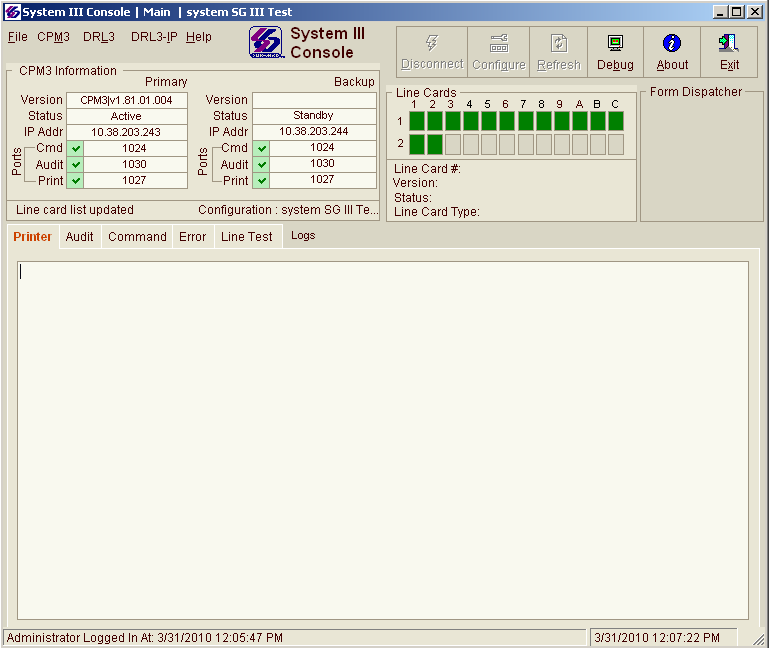 System III Console | Main | system SG III Test
File CPM3 DRL3 DRL3-IP Help
System III
Console
Disconnect Configure Refresh Debug About Exit
CPM3 Information
Primary Backup
Version CPM3|v1.81.01.004 Version
Status Active Status Standby
IP Addr 10.38.203.243 IP Addr 10.38.203.244
Ports
Cmd 1024 Cmd 1024
Audit 1030 Audit 1030
Print 1027 Print 1027
Ports
Line card list updated Configuration : system SG III Te...
Line Cards
1 2 3 4 5 6 7 8 9 A B C
1
2
Line Card #:
Version:
Status:
Line Card Type:
Form Dispatcher
Printer Audit Command Error Line Test Logs
Administrator Logged In At: 3/31/2010 12:05:47 PM 3/31/2010 12:07:22 PM